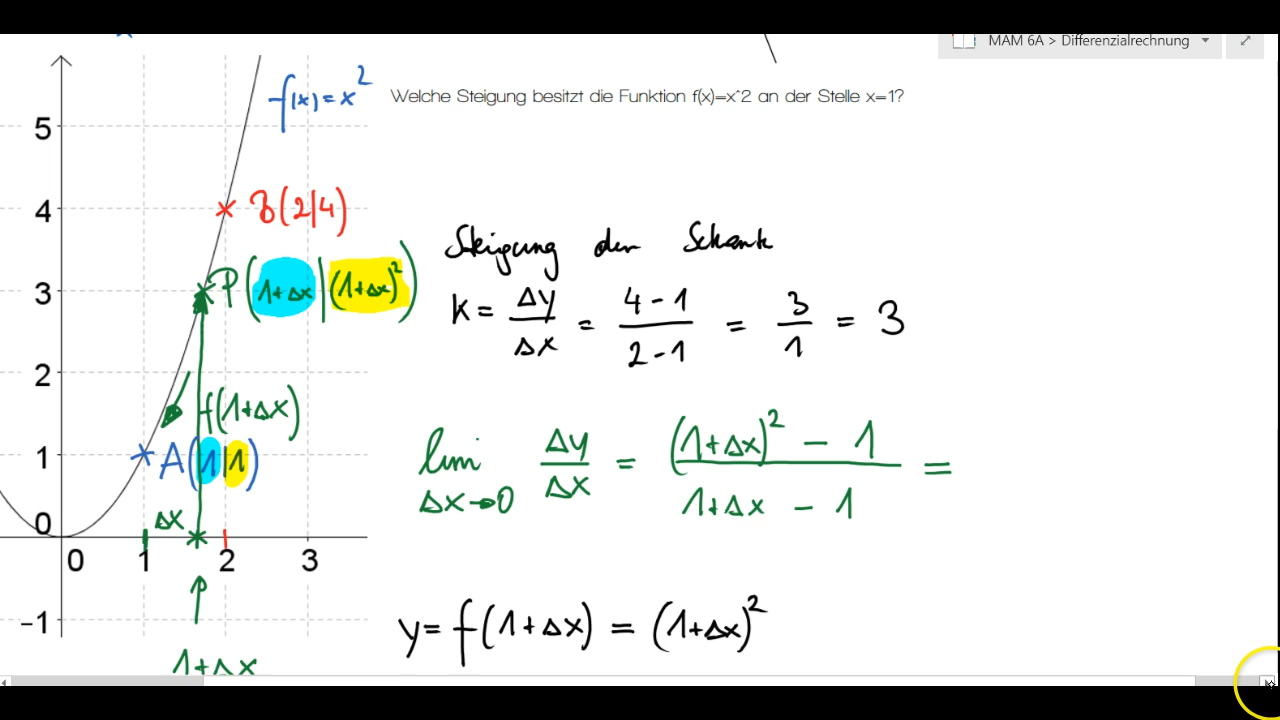 MAM 6A > Differenzialrechnung
f(x)=x²
Welche Steigung besitzt die Funktion f(x)=x^2 an der Stelle x=1?
5
4
B(2|4)
Steigung der Sekante
3
P(1+Δx|(1+Δx)²)
K = Δy/Δx = (4-1)/(2-1) = 3/1 = 3
2
f(1+Δx)
1
A(1|1)
lim Δx→0 Δy/Δx = ((1+Δx)² - 1)/(1+Δx - 1) =
0
Δx
0 1 2 3
P
-1
y = f(1+Δx) = (1+Δx)²
1+Δx